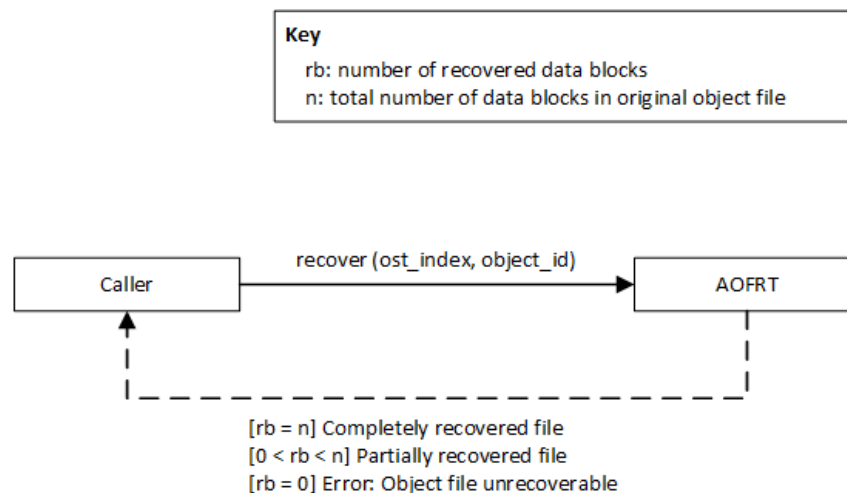 Key
rb: number of recovered data blocks
n: total number of data blocks in original object file
recover (ost_index, object_id)
Caller
AOFRT
[rb = n] Completely recovered file
[0 < rb < n] Partially recovered file
[rb = 0] Error: Object file unrecoverable